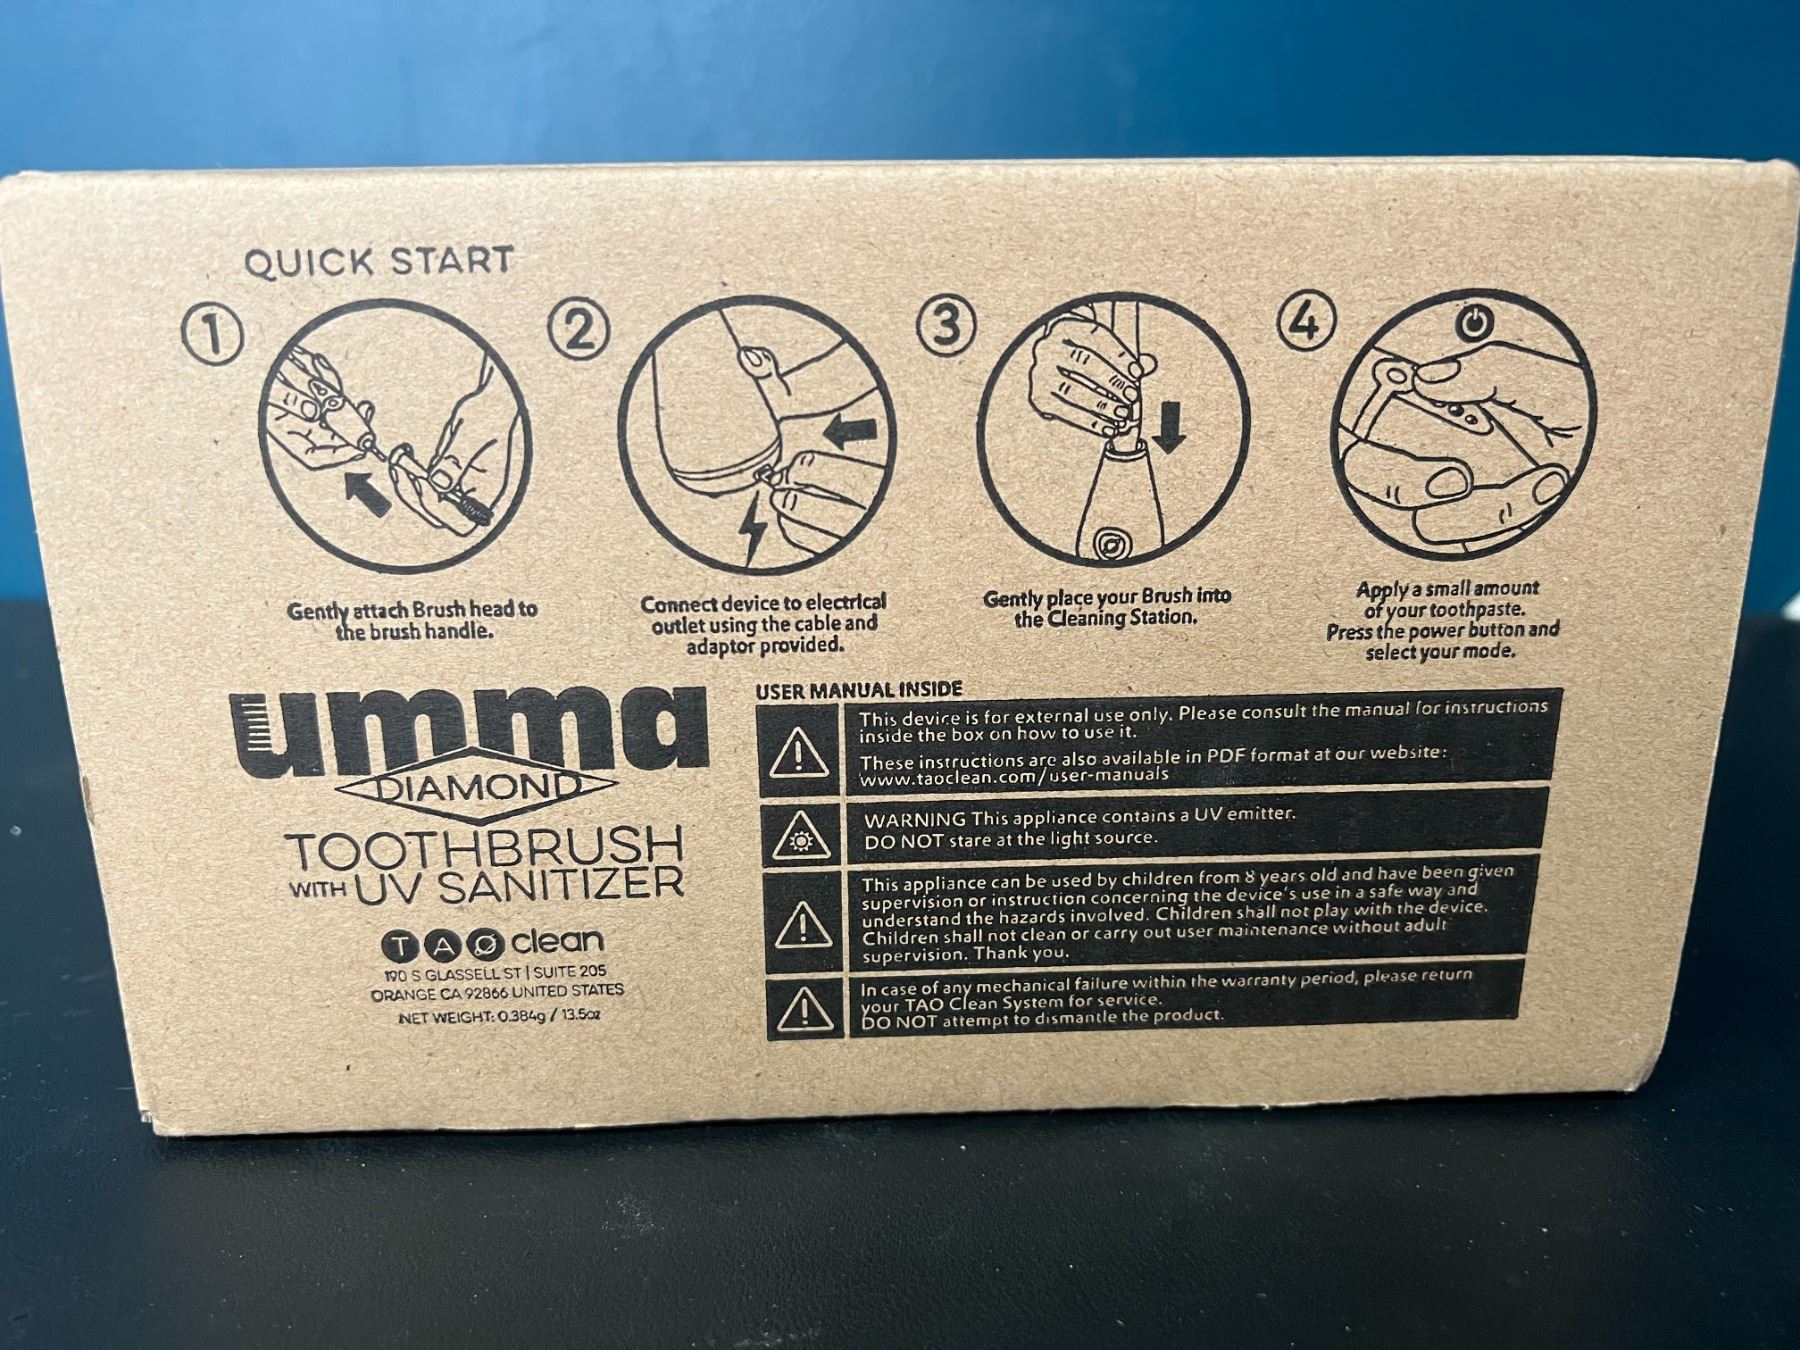 QUICK START
1
2
3
4
Gently attach Brush head to
the brush handle.
Connect device to electrical
outlet using the cable and
adaptor provided.
Gently place your Brush into
the Cleaning Station.
Apply a small amount
of your toothpaste.
Press the power button and
select your mode.
umma
DIAMOND
TOOTHBRUSH
WITH UV SANITIZER
TAO clean
190 S GLASSELL ST | SUITE 205
ORANGE CA 92866 UNITED STATES
NET WEIGHT: 0.384g / 13.5oz
USER MANUAL INSIDE
This device is for external use only. Please consult the manual for instructions
inside the box on how to use it.
These instructions are also available in PDF format at our website:
www.taoclean.com/user-manuals
WARNING This appliance contains a UV emitter.
DO NOT stare at the light source.
This appliance can be used by children from 8 years old and have been given
supervision or instruction concerning the device's use in a safe way and
understand the hazards involved. Children shall not play with the device.
Children shall not clean or carry out user maintenance without adult
supervision. Thank you.
In case of any mechanical failure within the warranty period, please return
your TAO Clean System for service.
DO NOT attempt to dismantle the product.